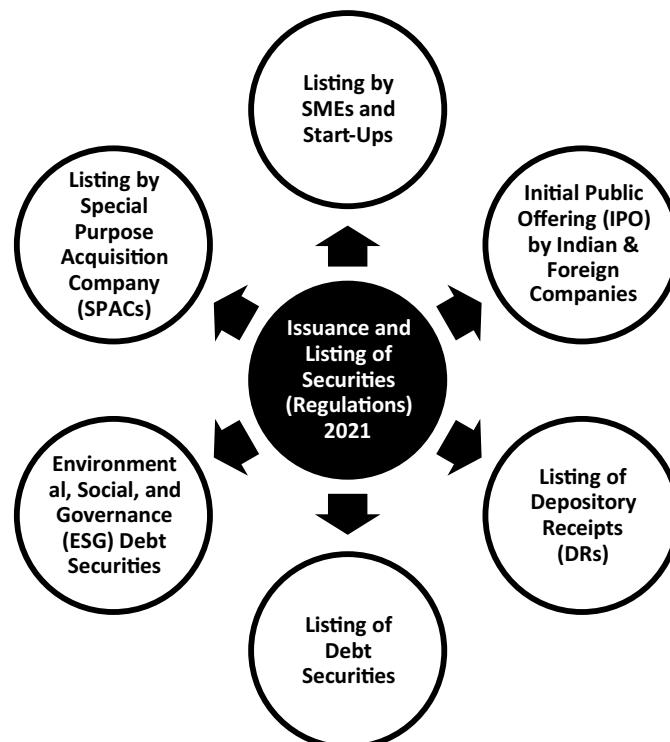 Listing by
SMEs and
Start-Ups
Initial Public
Offering (IPO)
by Indian &
Foreign
Companies
Listing of
Depository
Receipts
(DRs)
Listing of
Debt
Securities
Environment
al, Social, and
Governance
(ESG) Debt
Securities
Listing by
Special
Purpose
Acquisition
Company
(SPACs)
Issuance and
Listing of
Securities
(Regulations)
2021